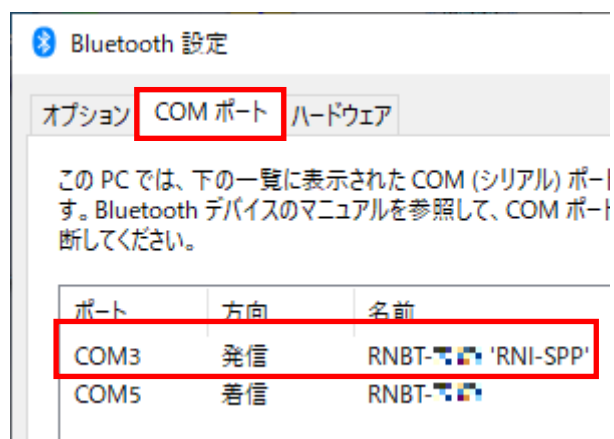 Bluetooth 設定
オプション COM ポート ハードウェア
この PC では、下の一覧に表示された COM (シリアル) ポート
す。Bluetooth デバイスのマニュアルを参照して、COM ポート
断してください。
ポート 方向 名前
COM3 発信 RNBT- 'RNI-SPP'
COM5 着信 RNBT-